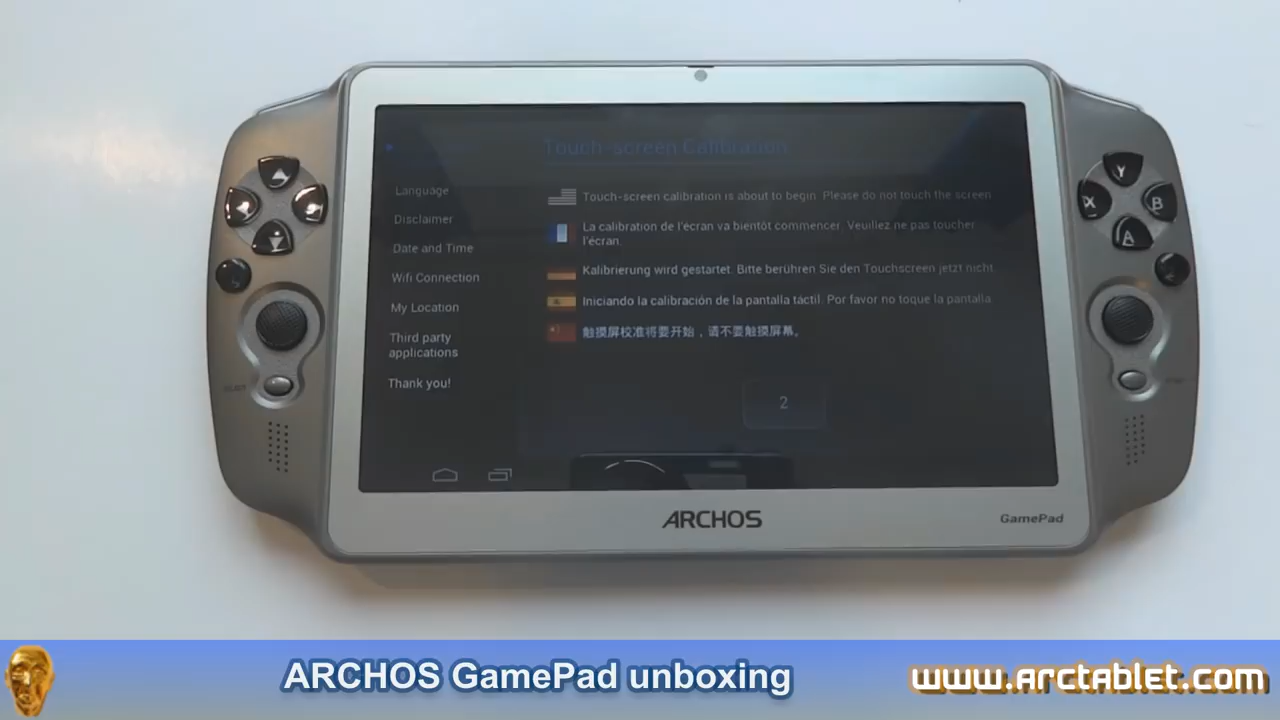 Touch-screen Calibration
Language
Disclaimer
Date and Time
Wifi Connection
My Location
Third party
applications
Thank you!
Touch-screen calibration is about to begin. Please do not touch the screen
La calibration de l'écran va bientôt commencer. Veuillez ne pas toucher
l'écran.
Kalibrierung wird gestartet. Bitte berühren Sie den Touchscreen jetzt nicht.
Iniciando la calibración de la pantalla táctil. Por favor no toque la pantalla
触摸屏校准将要开始，请不要触摸屏幕。
2
Y
X
B
A
ARCHOS
GamePad
ARCHOS GamePad unboxing
www.arctablet.com